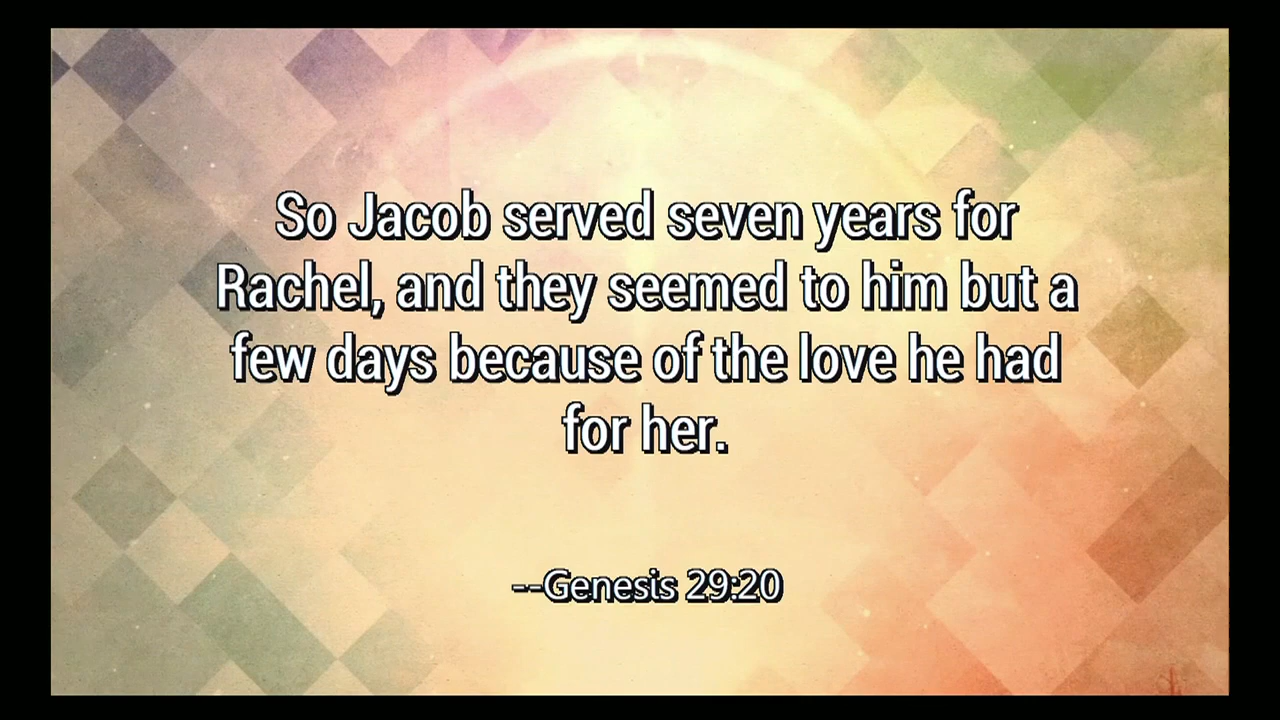 So Jacob served seven years for
Rachel, and they seemed to him but a
few days because of the love he had
for her.
--Genesis 29:20